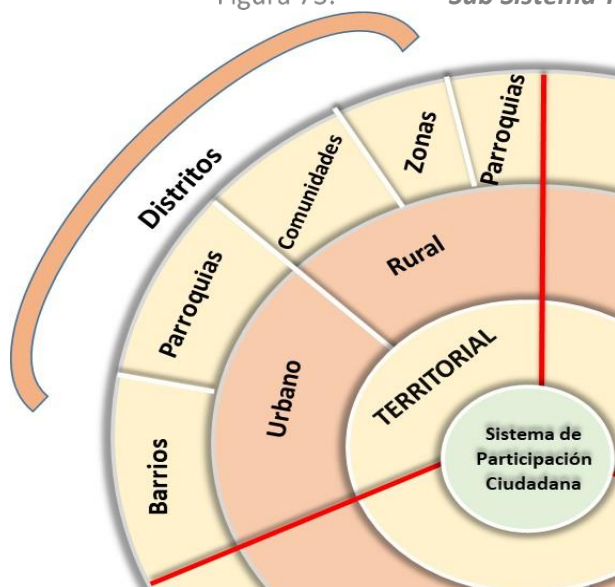 Figura 73.
Sub Sistema
Distritos
Comunidades
Zonas
Parroquias
Parroquias
Barrios
Rural
Urbano
TERRITORIAL
Sistema de
Participación
Ciudadana